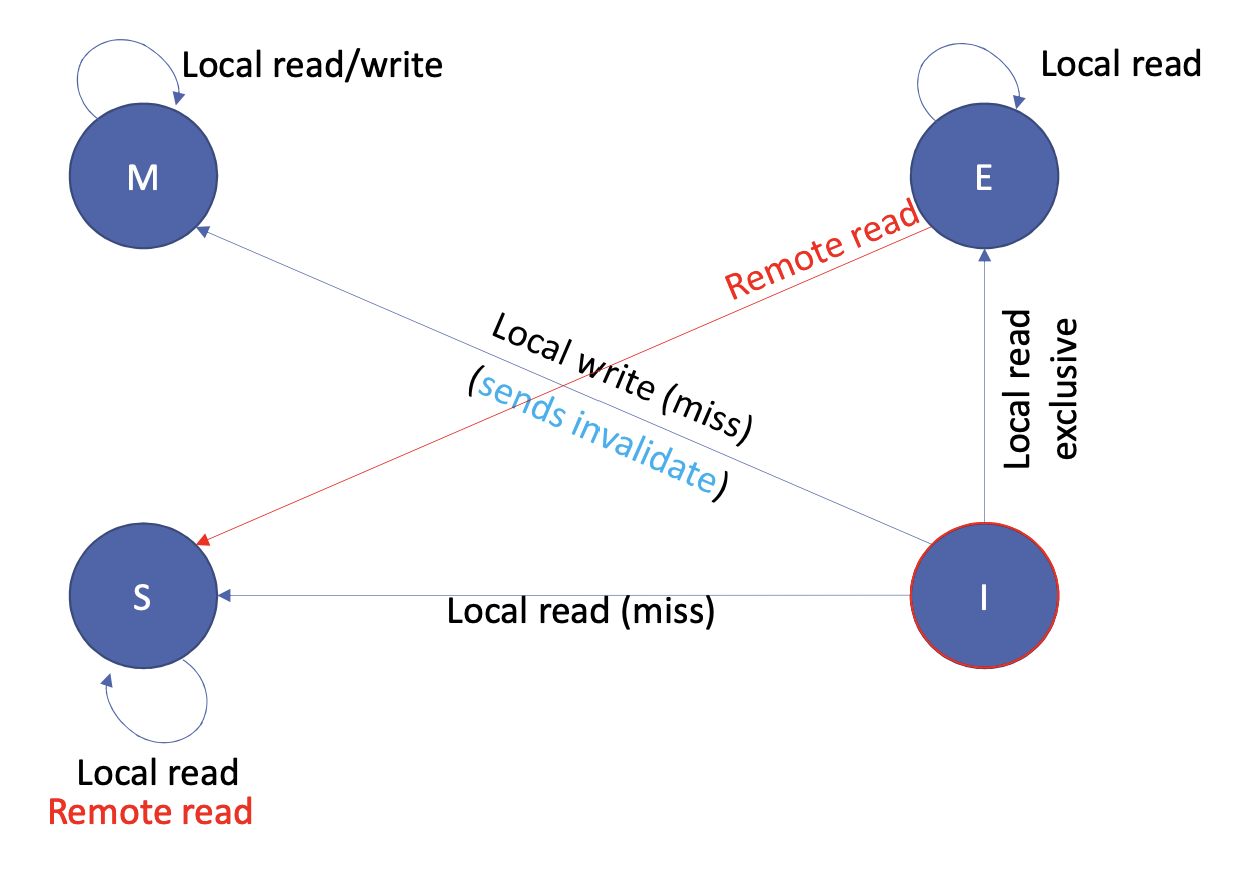 Local read/write
Local read
M
E
Remote read
Local read
exclusive
Local write (miss)
(sends invalidate)
S
I
Local read (miss)
Local read
Remote read